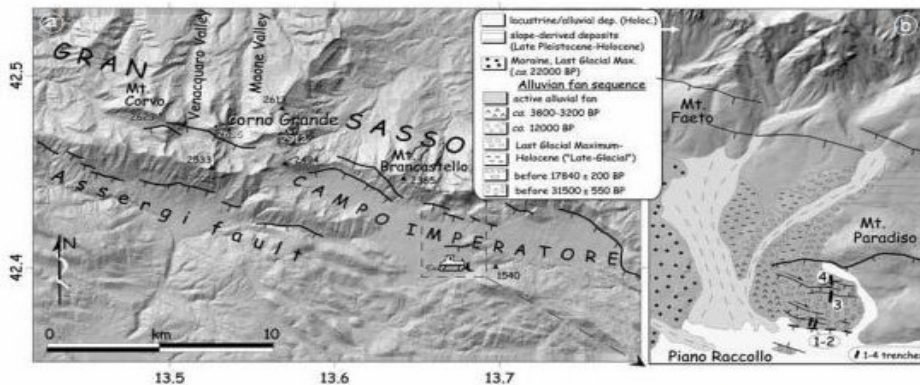 a
42.5
42.4
GRAN
SASSO
Mt. Corvo
2623
Venacquaro Valley
Maone Valley
Corno Grande
2533
2494
Mt. Brancastello
2385
Assergi fault
CAMPO IMPERATORE
1540
N
0 km 10
13.5 13.6 13.7
lacustrine/alluvial dep. (Holoc.)
slope-derived deposits
(Late Pleistocene-Holocene)
Moraine, Last Glacial Max.
(ca. 22000 BP)
Alluvian fan sequence
active alluvial fan
ca. 3600-3200 BP
ca. 12000 BP
Last Glacial Maximum-
Holocene ("Late-Glacial")
before 17840 ± 200 BP
before 31500 ± 550 BP
b
Mt.
Faeto
Mt.
Paradiso
4
3
1-2
Piano Raccollo
1-4 trenches